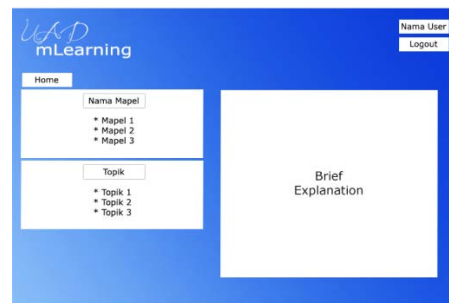 UAD
mLearning
Nama User
Logout
Home
Nama Mapel
* Mapel 1
* Mapel 2
* Mapel 3
Topik
* Topik 1
* Topik 2
* Topik 3
Brief
Explanation